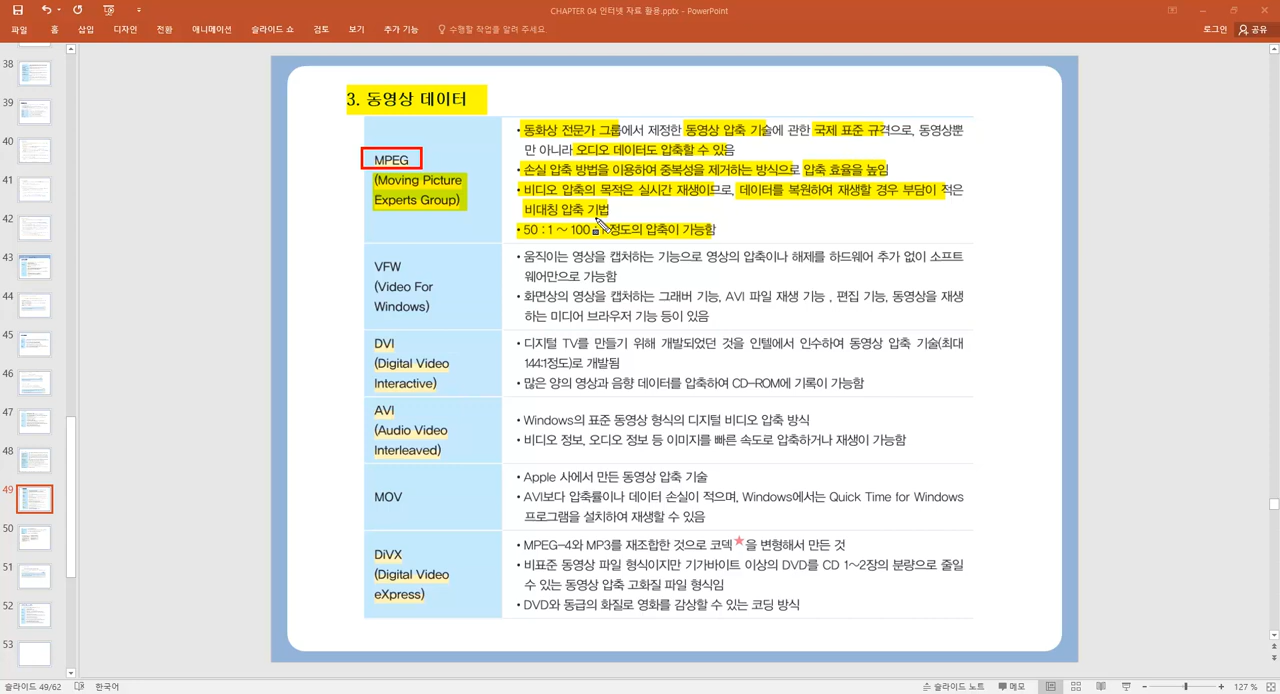 CHAPTER 04 인터넷 자료 활용.pptx - PowerPoint
파일 홈 삽입 디자인 전환 애니메이션 슬라이드 쇼 검토 보기 추가 기능 수행할 작업을 알려 주세요. 로그인 공유
38
39
40
41
42
43
44
45
46
47
48
49
50
51
52
53
3. 동영상 데이터
MPEG
(Moving Picture
Experts Group)
• 동화상 전문가 그룹에서 제정한 동영상 압축 기술에 관한 국제 표준 규격으로, 동영상뿐
만 아니라 오디오 데이터도 압축할 수 있음
• 손실 압축 방법을 이용하여 중복성을 제거하는 방식으로 압축 효율을 높임
• 비디오 압축의 목적은 실시간 재생이므로, 데이터를 복원하여 재생할 경우 부담이 적은
비대칭 압축 기법
• 50 : 1 ~ 100 정도의 압축이 가능함
VFW
(Video For
Windows)
• 움직이는 영상을 캡처하는 기능으로 영상의 압축이나 해제를 하드웨어 추가 없이 소프트
웨어만으로 가능함
• 화면상의 영상을 캡처하는 그래버 기능, AVI 파일 재생 기능 , 편집 기능, 동영상을 재생
하는 미디어 브라우저 기능 등이 있음
DVI
(Digital Video
Interactive)
• 디지털 TV를 만들기 위해 개발되었던 것을 인텔에서 인수하여 동영상 압축 기술(최대
144:1정도)로 개발됨
• 많은 양의 영상과 음향 데이터를 압축하여 CD-ROM에 기록이 가능함
AVI
(Audio Video
Interleaved)
• Windows의 표준 동영상 형식의 디지털 비디오 압축 방식
• 비디오 정보, 오디오 정보 등 이미지를 빠른 속도로 압축하거나 재생이 가능함
MOV
• Apple 사에서 만든 동영상 압축 기술
• AVI보다 압축률이나 데이터 손실이 적으며, Windows에서는 Quick Time for Windows
프로그램을 설치하여 재생할 수 있음
DiVX
(Digital Video
eXpress)
• MPEG-4와 MP3를 재조합한 것으로 코덱★을 변형해서 만든 것
• 비표준 동영상 파일 형식이지만 기가바이트 이상의 DVD를 CD 1~2장의 분량으로 줄일
수 있는 동영상 압축 고화질 파일 형식임
• DVD와 동급의 화질로 영화를 감상할 수 있는 코딩 방식
슬라이드 49/62 한국어 슬라이드 노트 메모 127 %